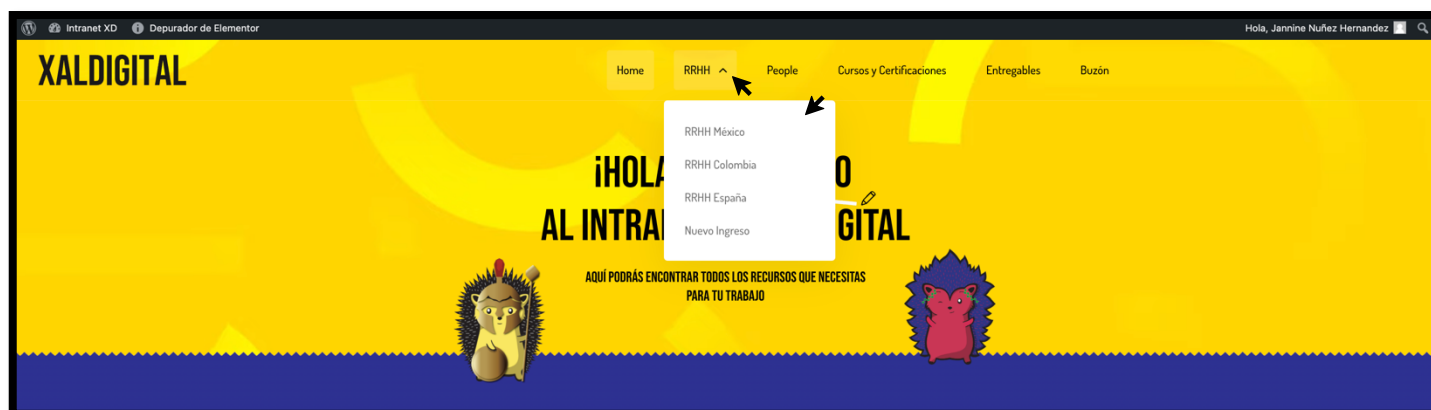 Intranet XD Depurador de Elementor Hola, Jannine Nuñez Hernandez
XALDIGITAL Home RRHH People Cursos y Certificaciones Entregables Buzón
RRHH México
RRHH Colombia
RRHH España
Nuevo Ingreso
¡HOLA O
AL INTRA GITAL
AQUÍ PODRÁS ENCONTRAR TODOS LOS RECURSOS QUE NECESITAS
PARA TU TRABAJO